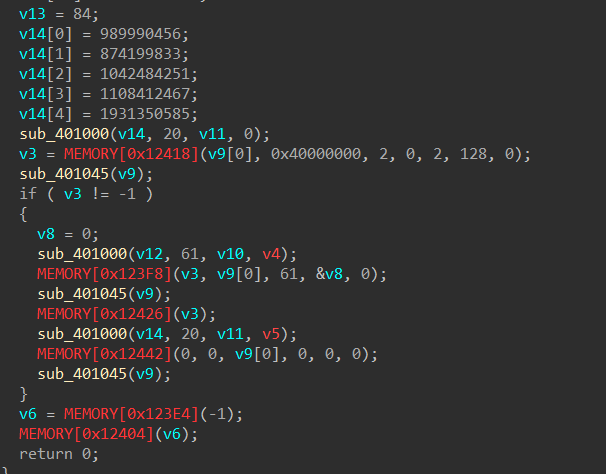 v13 = 84;
v14[0] = 989990456;
v14[1] = 874199833;
v14[2] = 1042484251;
v14[3] = 1108412467;
v14[4] = 1931350585;
sub_401000(v14, 20, v11, 0);
v3 = MEMORY[0x12418](v9[0], 0x40000000, 2, 0, 2, 128, 0);
sub_401045(v9);
if ( v3 != -1 )
{
v8 = 0;
sub_401000(v12, 61, v10, v4);
MEMORY[0x123F8](v3, v9[0], 61, &v8, 0);
sub_401045(v9);
MEMORY[0x12426](v3);
sub_401000(v14, 20, v11, v5);
MEMORY[0x12442](0, 0, v9[0], 0, 0, 0);
sub_401045(v9);
}
v6 = MEMORY[0x123E4](-1);
MEMORY[0x12404](v6);
return 0;